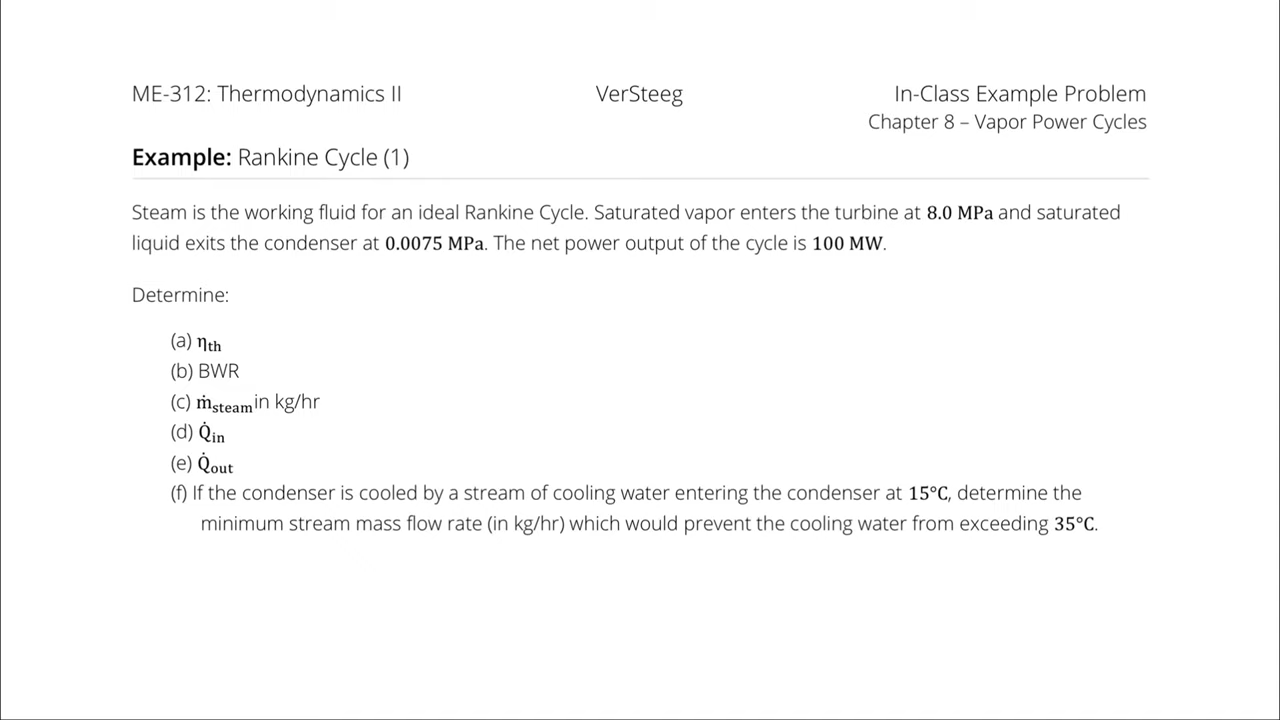 ME-312: Thermodynamics II VerSteeg In-Class Example Problem
Chapter 8 – Vapor Power Cycles
Example: Rankine Cycle (1)
Steam is the working fluid for an ideal Rankine Cycle. Saturated vapor enters the turbine at 8.0 MPa and saturated
liquid exits the condenser at 0.0075 MPa. The net power output of the cycle is 100 MW.
Determine:
(a) η_th
(b) BWR
(c) ṁ_steam in kg/hr
(d) Q̇_in
(e) Q̇_out
(f) If the condenser is cooled by a stream of cooling water entering the condenser at 15°C, determine the
minimum stream mass flow rate (in kg/hr) which would prevent the cooling water from exceeding 35°C.